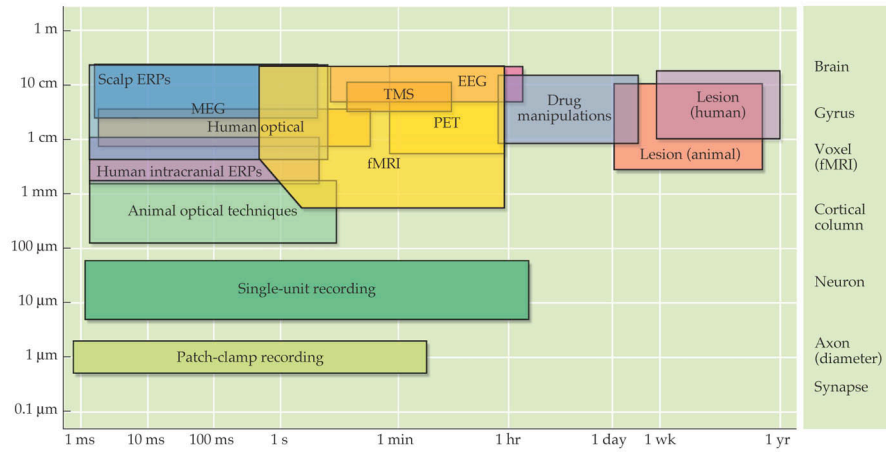 1 m
10 cm
1 cm
1 mm
100 µm
10 µm
1 µm
0.1 µm
Scalp ERPs
MEG
Human optical
Human intracranial ERPs
Animal optical techniques
EEG
TMS
PET
fMRI
Drug
manipulations
Lesion
(human)
Lesion (animal)
Single-unit recording
Patch-clamp recording
Brain
Gyrus
Voxel
(fMRI)
Cortical
column
Neuron
Axon
(diameter)
Synapse
1 ms
10 ms
100 ms
1 s
1 min
1 hr
1 day
1 wk
1 yr